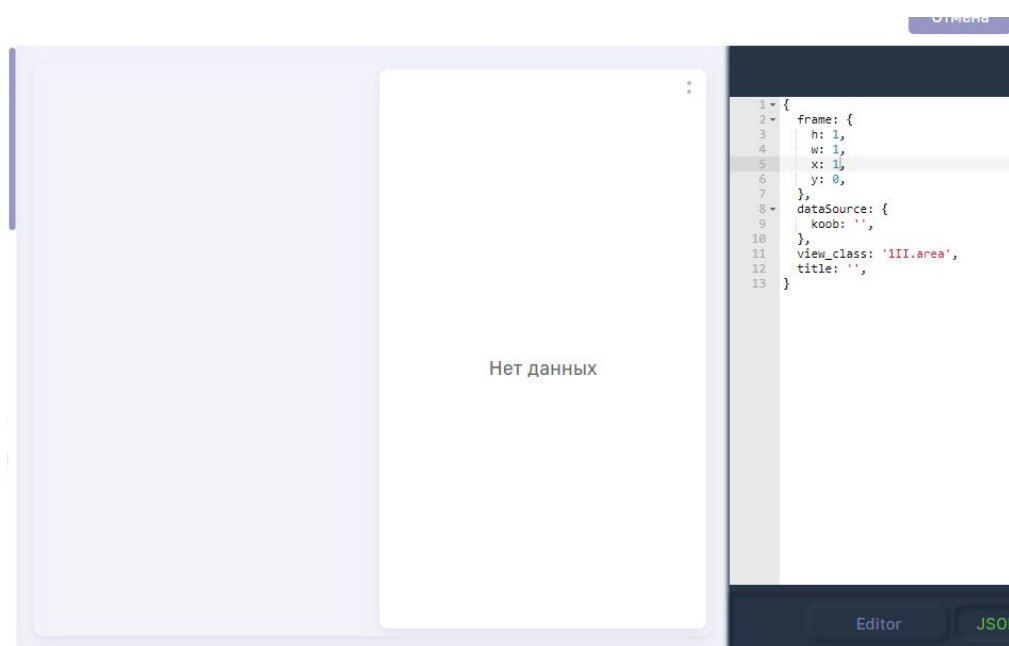 Отмена
Нет данных
1 {
2 frame: {
3 h: 1,
4 w: 1,
5 x: 1,
6 y: 0,
7 },
8 dataSource: {
9 koob: '',
10 },
11 view_class: '1II.area',
12 title: '',
13 }
Editor